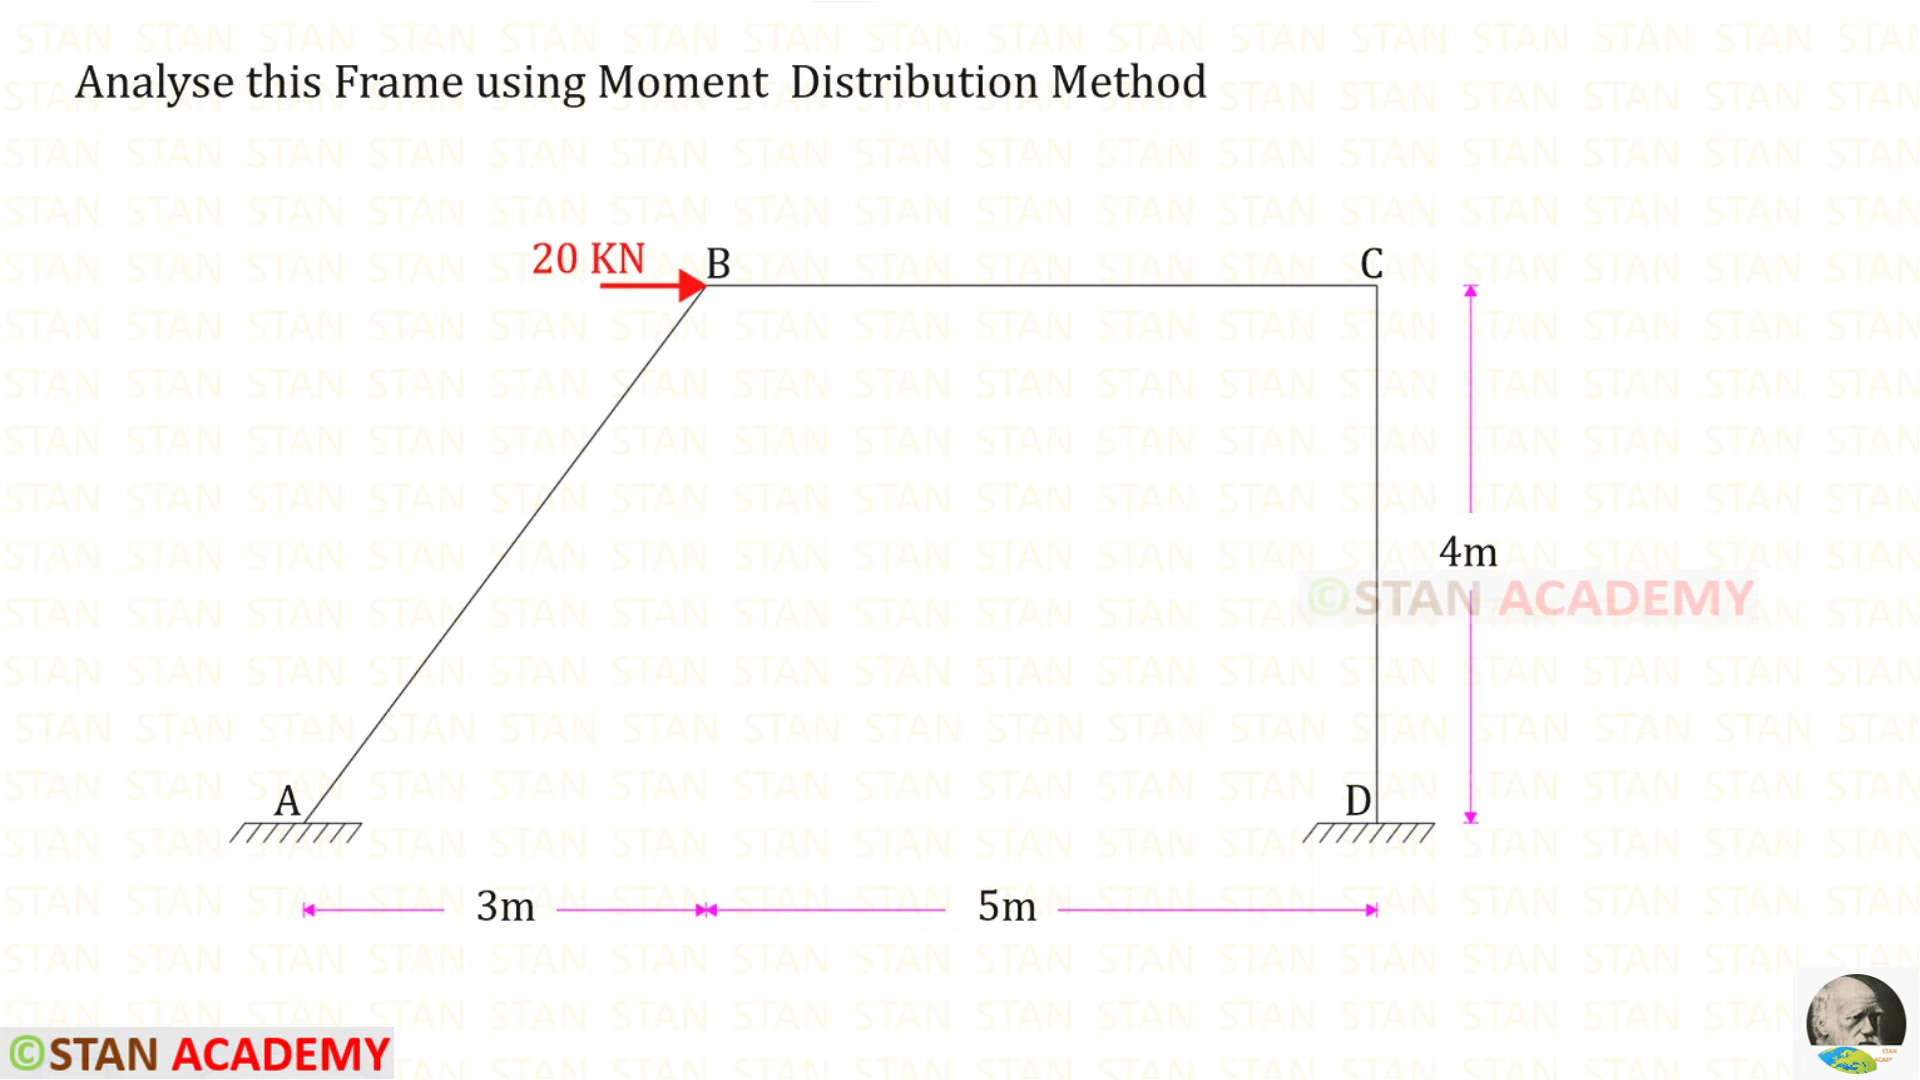 Analyse this Frame using Moment Distribution Method
20 KN
B
C
4m
©STAN ACADEMY
A
D
3m
5m
©STAN ACADEMY